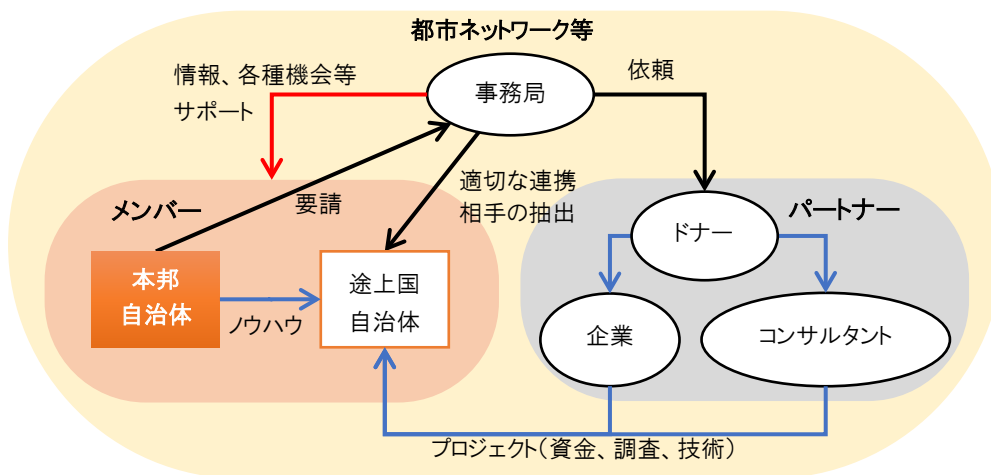 都市ネットワーク等
情報、各種機会等
サポート
事務局
依頼
要請
適切な連携
相手の抽出
メンバー
パートナー
本邦
自治体
ノウハウ
途上国
自治体
ドナー
企業
コンサルタント
プロジェクト（資金、調査、技術）